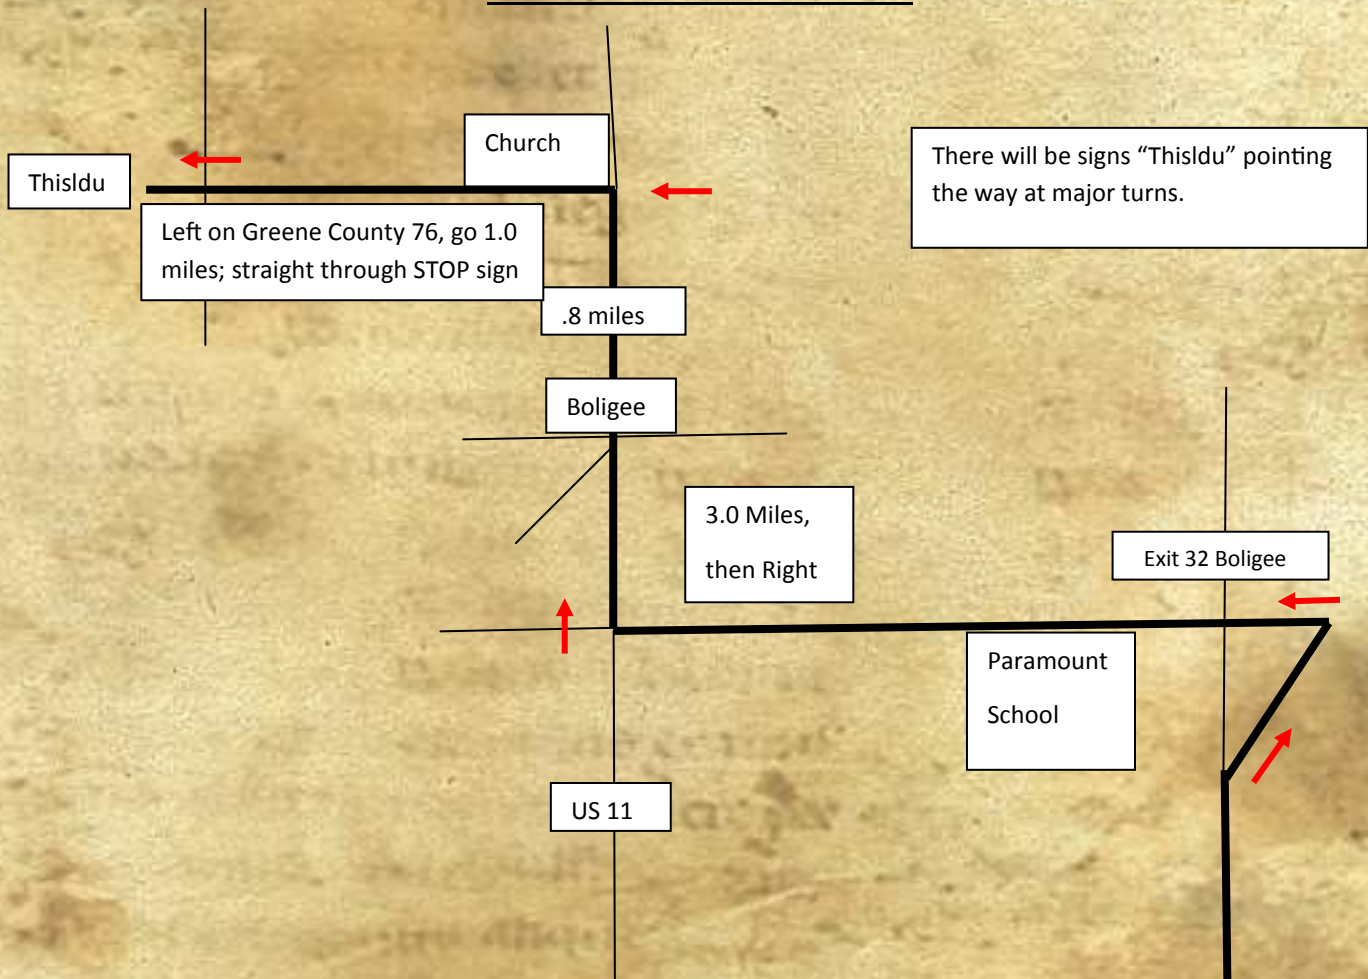 Church
There will be signs “Thisldu” pointing
the way at major turns.
Thisldu
Left on Greene County 76, go 1.0
miles; straight through STOP sign
.8 miles
Boligee
3.0 Miles,
then Right
Exit 32 Boligee
Paramount
School
US 11